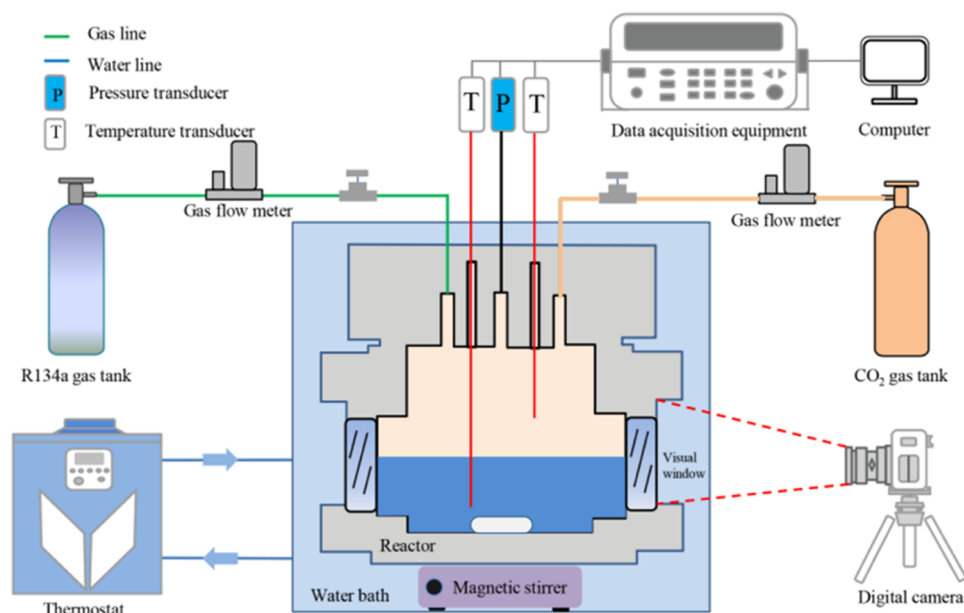 Gas line
Water line
P
Pressure transducer
T
Temperature transducer
T
P
T
Data acquisition equipment
Computer
Gas flow meter
Gas flow meter
R134a gas tank
CO₂ gas tank
Visual
window
Reactor
Magnetic stirrer
Water bath
Thermostat
Digital camera